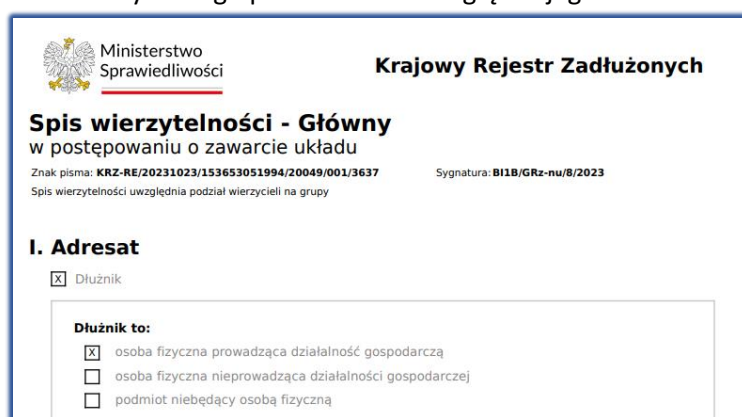 Ministerstwo
Sprawiedliwości
Krajowy Rejestr Zadłużonych
Spis wierzytelności - Główny
w postępowaniu o zawarcie układu
Znak pisma: KRZ-RE/20231023/153653051994/20049/001/3637 Sygnatura: BI1B/GRz-nu/8/2023
Spis wierzytelności uwzględnia podział wierzycieli na grupy
I. Adresat
X Dłużnik
Dłużnik to:
X osoba fizyczna prowadząca działalność gospodarczą
osoba fizyczna nieprowadząca działalności gospodarczej
podmiot niebędący osobą fizyczną